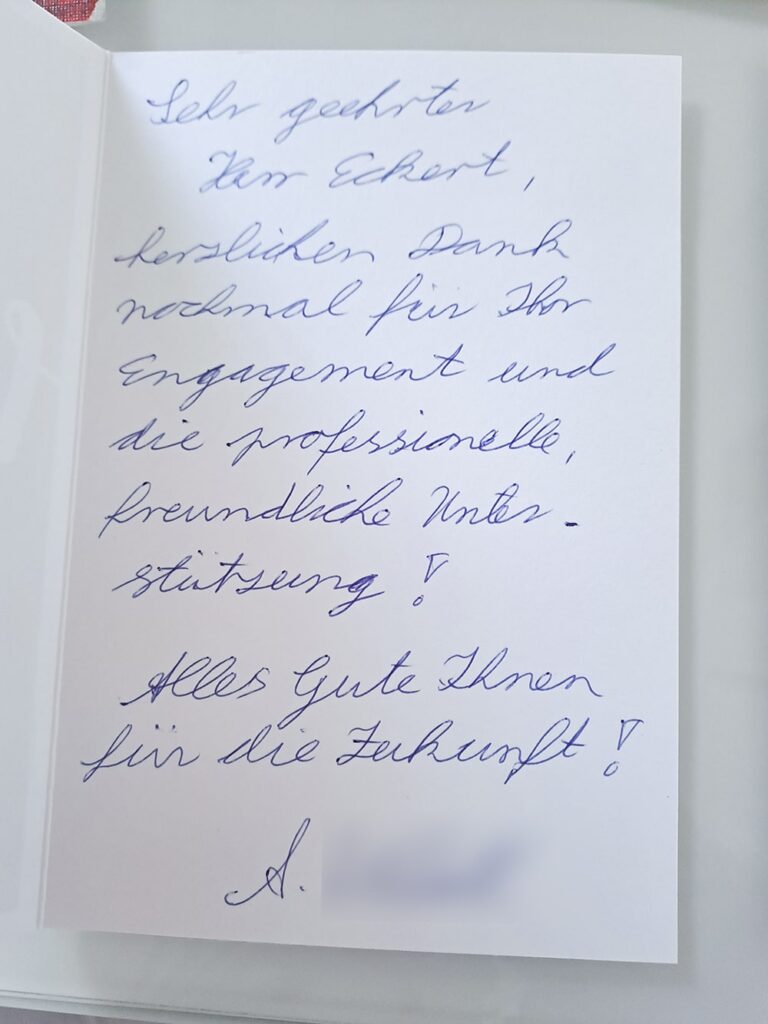 Sehr geehrter
Herr Eckert,
herzlichen Dank
nochmal für Ihr
Engagement und
die professionelle,
freundliche Unter-
stützung!
Alles Gute Ihnen
für die Zukunft!
A.